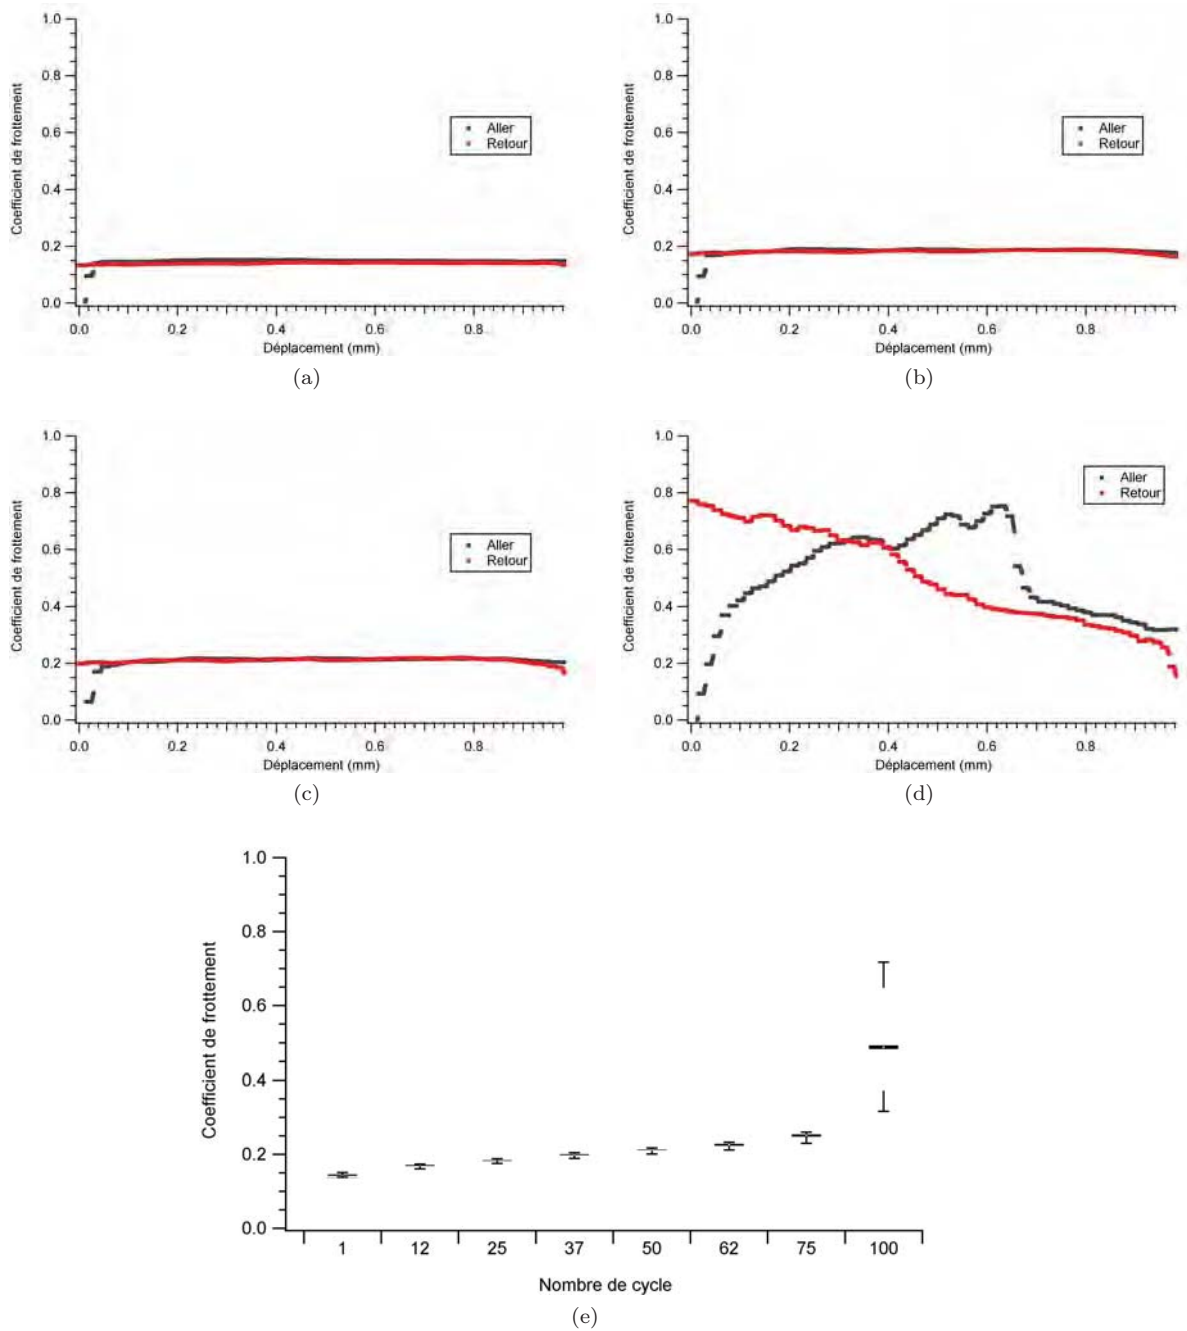 1.0
0.8
0.6
0.4
0.2
0.0
Coefficient de frottement
Aller
Retour
0.0 0.2 0.4 0.6 0.8
Déplacement (mm)
(a)
1.0
0.8
0.6
0.4
0.2
0.0
Coefficient de frottement
Aller
Retour
0.0 0.2 0.4 0.6 0.8
Déplacement (mm)
(b)
1.0
0.8
0.6
0.4
0.2
0.0
Coefficient de frottement
Aller
Retour
0.0 0.2 0.4 0.6 0.8
Déplacement (mm)
(c)
1.0
0.8
0.6
0.4
0.2
0.0
Coefficient de frottement
Aller
Retour
0.0 0.2 0.4 0.6 0.8
Déplacement (mm)
(d)
1.0
0.8
0.6
0.4
0.2
0.0
Coefficient de frottement
1 12 25 37 50 62 75 100
Nombre de cycle
(e)